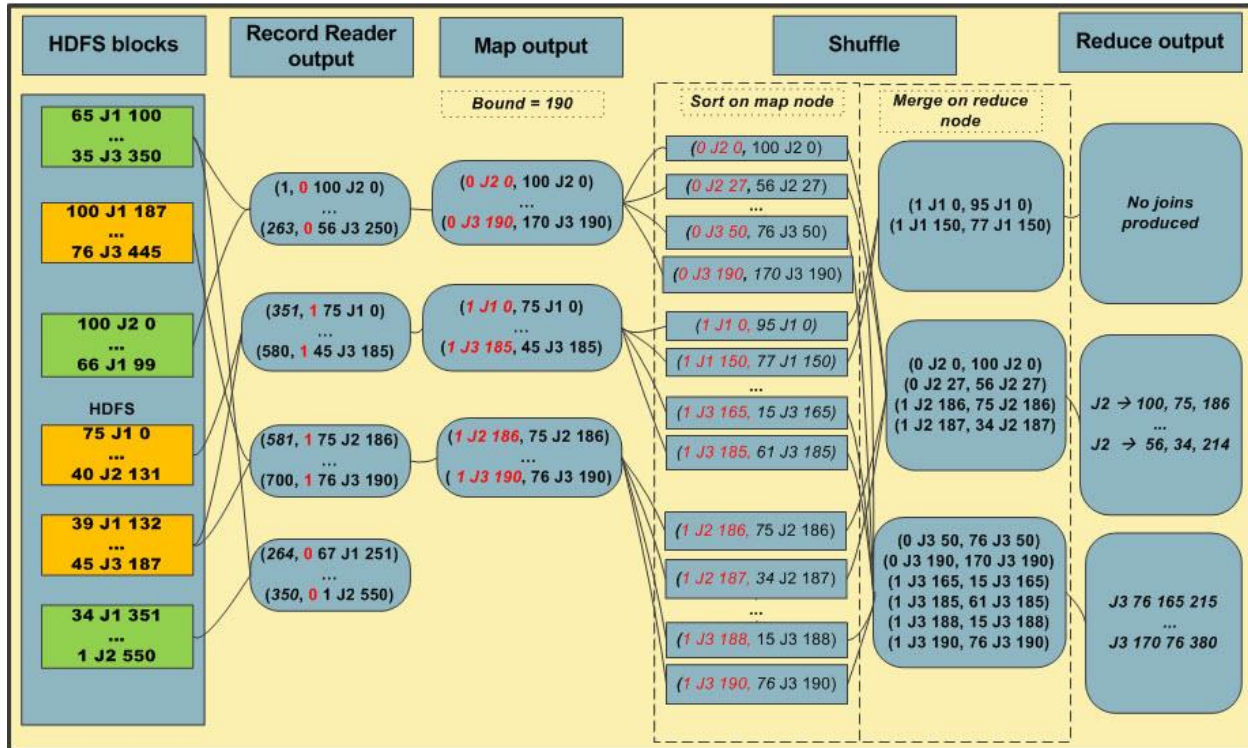 HDFS blocks
Record Reader
output
Map output
Shuffle
Reduce output
Bound = 190
Sort on map node
Merge on reduce
node
65 J1 100
...
35 J3 350
100 J1 187
...
76 J3 445
100 J2 0
...
66 J1 99
HDFS
75 J1 0
...
40 J2 131
39 J1 132
...
45 J3 187
34 J1 351
...
1 J2 550
(1, 0 100 J2 0)
...
(263, 0 56 J3 250)
(351, 1 75 J1 0)
...
(580, 1 45 J3 185)
(581, 1 75 J2 186)
...
(700, 1 76 J3 190)
(264, 0 67 J1 251)
...
(350, 0 1 J2 550)
(0 J2 0, 100 J2 0)
...
(0 J3 190, 170 J3 190)
(1 J1 0, 75 J1 0)
...
(1 J3 185, 45 J3 185)
(1 J2 186, 75 J2 186)
...
( 1 J3 190, 76 J3 190)
(0 J2 0, 100 J2 0)
(0 J2 27, 56 J2 27)
...
(0 J3 50, 76 J3 50)
(0 J3 190, 170 J3 190)
(1 J1 0, 95 J1 0)
(1 J1 150, 77 J1 150)
...
(1 J3 165, 15 J3 165)
(1 J3 185, 61 J3 185)
(1 J2 186, 75 J2 186)
(1 J2 187, 34 J2 187)
...
(1 J3 188, 15 J3 188)
(1 J3 190, 76 J3 190)
(1 J1 0, 95 J1 0)
(1 J1 150, 77 J1 150)
(0 J2 0, 100 J2 0)
(0 J2 27, 56 J2 27)
(1 J2 186, 75 J2 186)
(1 J2 187, 34 J2 187)
(0 J3 50, 76 J3 50)
(0 J3 190, 170 J3 190)
(1 J3 165, 15 J3 165)
(1 J3 185, 61 J3 185)
(1 J3 188, 15 J3 188)
(1 J3 190, 76 J3 190)
No joins
produced
J2 → 100, 75, 186
...
J2 → 56, 34, 214
J3 76 165 215
...
J3 170 76 380